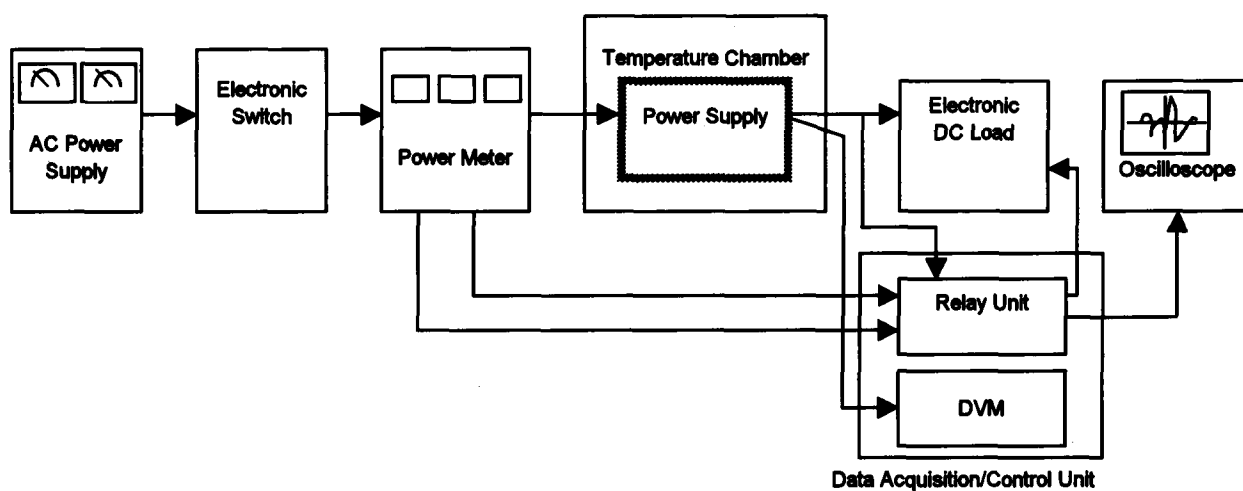 AC Power
Supply
Electronic
Switch
Power Meter
Temperature Chamber
Power Supply
Electronic
DC Load
Oscilloscope
Relay Unit
DVM
Data Acquisition/Control Unit